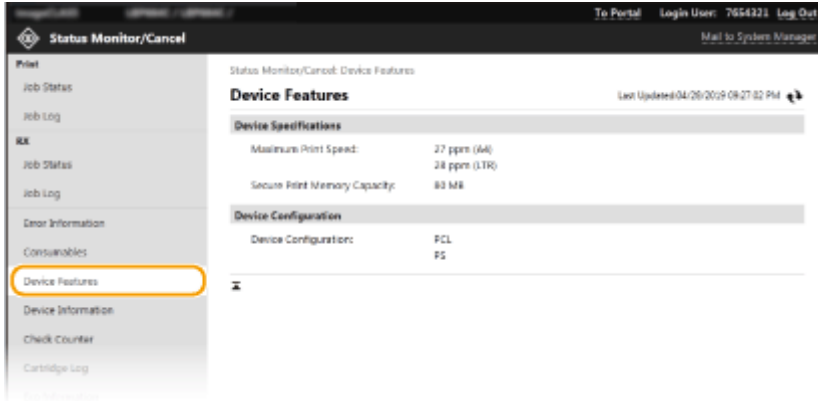 To Portal Login User: 7654321 Log Out
Status Monitor/Cancel
Mail to System Manager
Print
Job Status
Job Log
RX
Job Status
Job Log
Error Information
Consumables
Device Features
Device Information
Check Counter
Cartridge Log
Status Monitor/Cancel: Device Features
Device Features
Last Updated:04/28/2019 09:27:02 PM
Device Specifications
Maximum Print Speed: 27 ppm (A4)
28 ppm (LTR)
Secure Print Memory Capacity: 80 MB
Device Configuration
Device Configuration: PCL
PS